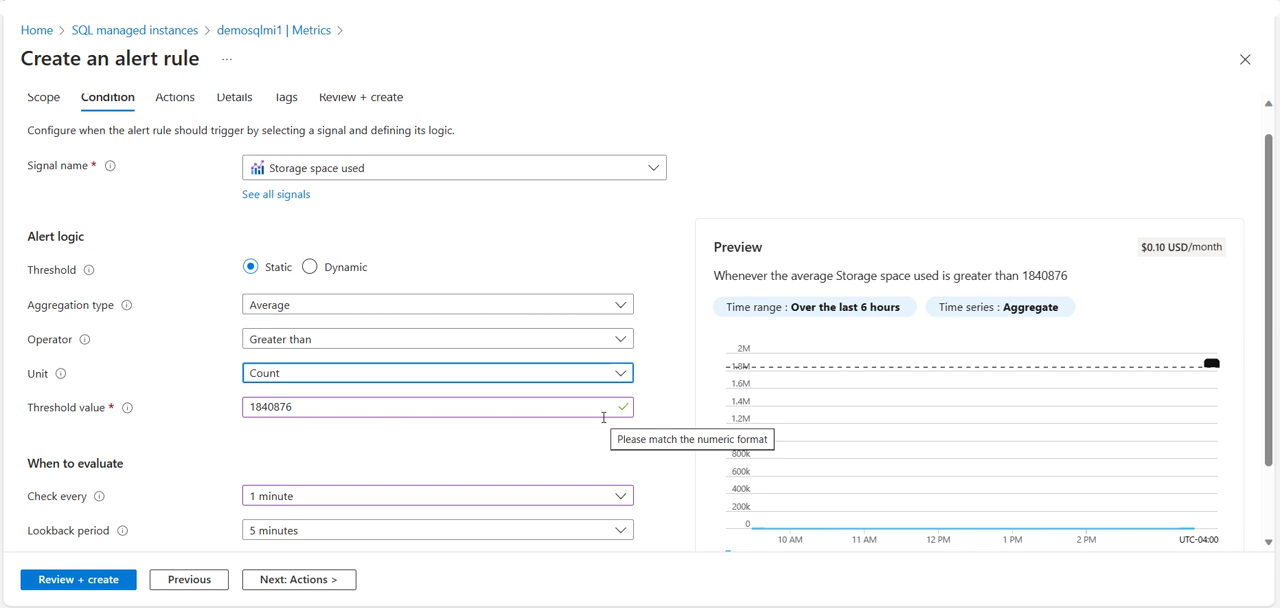 Home > SQL managed instances > demosqlmi1 | Metrics >
Create an alert rule ...
Scope Condition Actions Details Tags Review + create
Configure when the alert rule should trigger by selecting a signal and defining its logic.
Signal name *
Storage space used
See all signals
Alert logic
Threshold
Static Dynamic
Aggregation type
Average
Operator
Greater than
Unit
Count
Threshold value *
1840876
Please match the numeric format
When to evaluate
Check every
1 minute
Lookback period
5 minutes
Preview
$0.10 USD/month
Whenever the average Storage space used is greater than 1840876
Time range : Over the last 6 hours
Time series : Aggregate
2M
1.8M
1.6M
1.4M
1.2M
800k
600k
400k
200k
0
10 AM 11 AM 12 PM 1 PM 2 PM UTC-04:00
Review + create
Previous
Next: Actions >